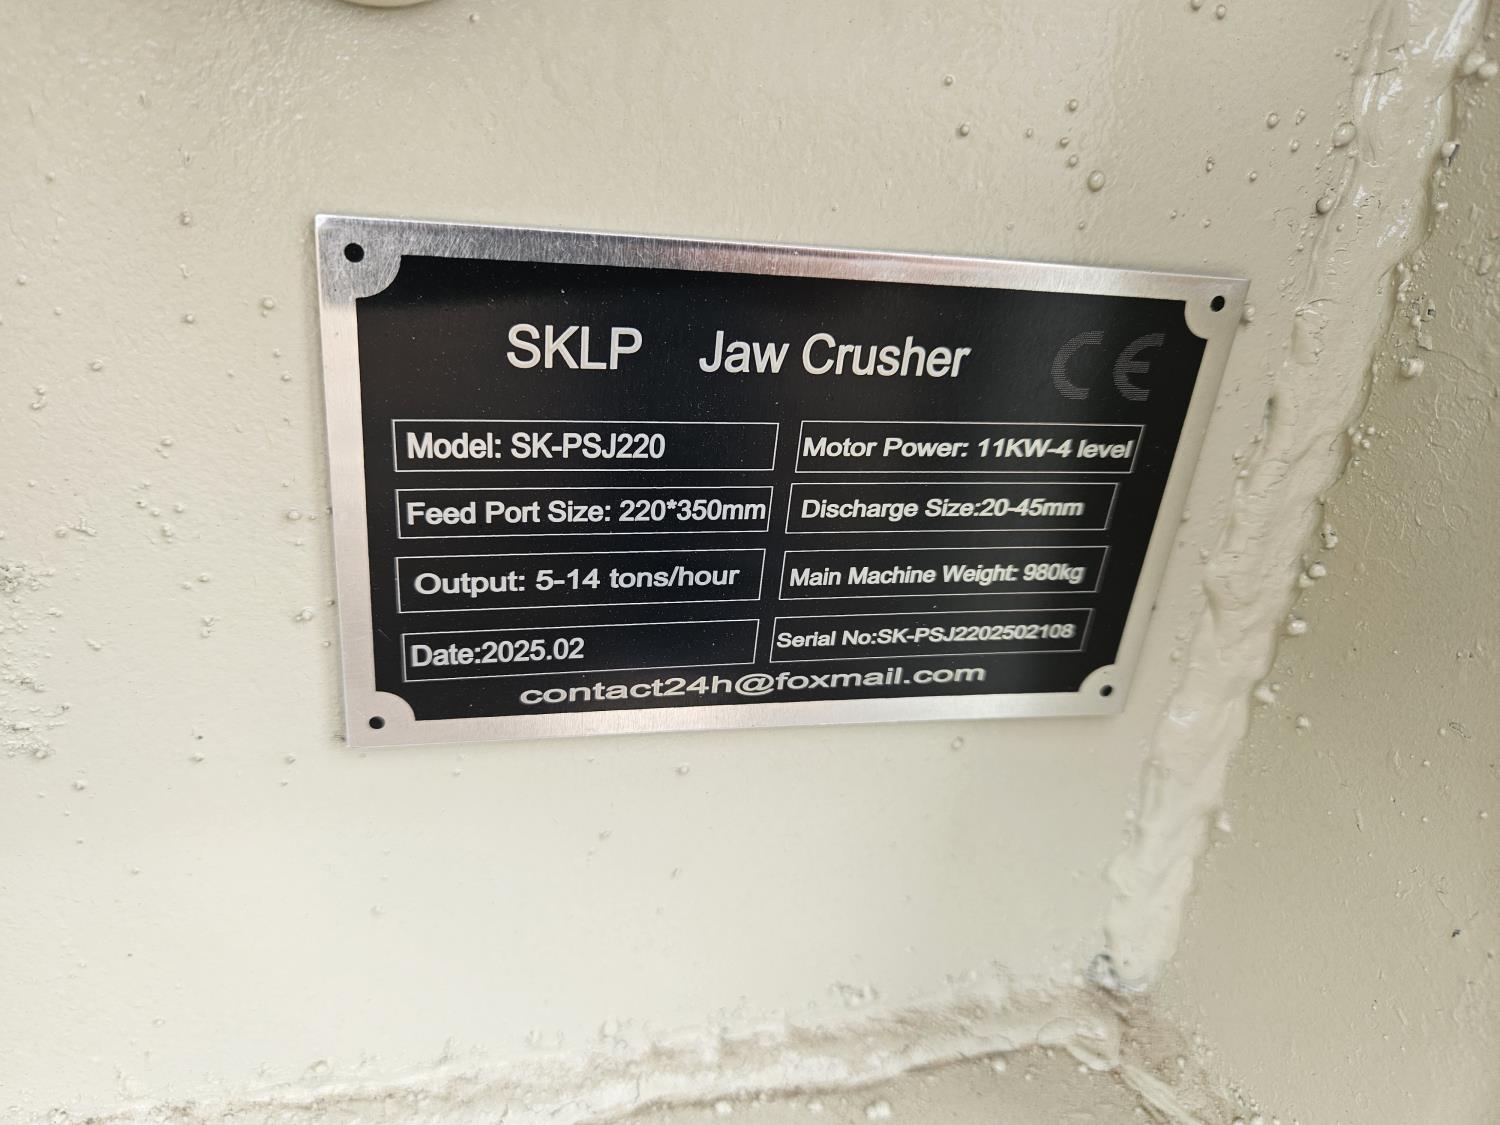 SKLP Jaw Crusher CE
Model: SK-PSJ220
Motor Power: 11KW-4 level
Feed Port Size: 220*350mm
Discharge Size:20-45mm
Output: 5-14 tons/hour
Main Machine Weight: 980kg
Date:2025.02
Serial No:SK-PSJ2202502108
contact24h@foxmail.com